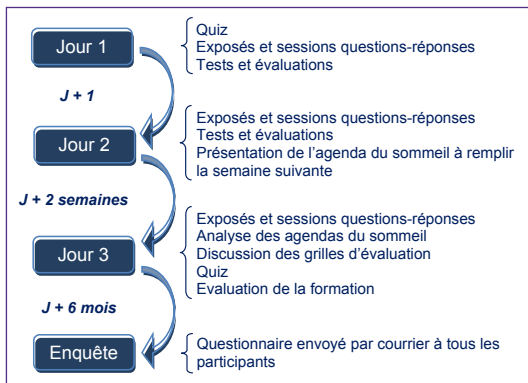 Jour 1
Quiz
Exposés et sessions questions-réponses
Tests et évaluations
J + 1
Jour 2
Exposés et sessions questions-réponses
Tests et évaluations
Présentation de l'agenda du sommeil à remplir
la semaine suivante
J + 2 semaines
Jour 3
Exposés et sessions questions-réponses
Analyse des agendas du sommeil
Discussion des grilles d'évaluation
Quiz
Evaluation de la formation
J + 6 mois
Enquête
Questionnaire envoyé par courrier à tous les
participants